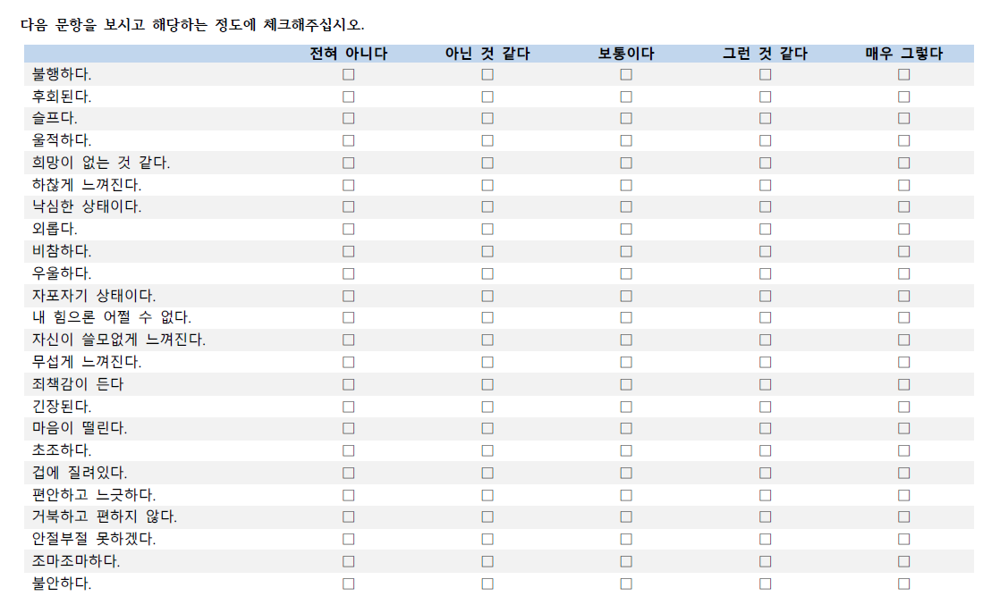 다음 문항을 보시고 해당하는 정도에 체크해주십시오.
전혀 아니다 아닌 것 같다 보통이다 그런 것 같다 매우 그렇다
불행하다. □ □ □ □ □
후회된다. □ □ □ □ □
슬프다. □ □ □ □ □
울적하다. □ □ □ □ □
희망이 없는 것 같다. □ □ □ □ □
하찮게 느껴진다. □ □ □ □ □
낙심한 상태이다. □ □ □ □ □
외롭다. □ □ □ □ □
비참하다. □ □ □ □ □
우울하다. □ □ □ □ □
자포자기 상태이다. □ □ □ □ □
내 힘으론 어쩔 수 없다. □ □ □ □ □
자신이 쓸모없게 느껴진다. □ □ □ □ □
무섭게 느껴진다. □ □ □ □ □
죄책감이 든다 □ □ □ □ □
긴장된다. □ □ □ □ □
마음이 떨린다. □ □ □ □ □
초조하다. □ □ □ □ □
겁에 질려있다. □ □ □ □ □
편안하고 느긋하다. □ □ □ □ □
거북하고 편하지 않다. □ □ □ □ □
안절부절 못하겠다. □ □ □ □ □
조마조마하다. □ □ □ □ □
불안하다. □ □ □ □ □